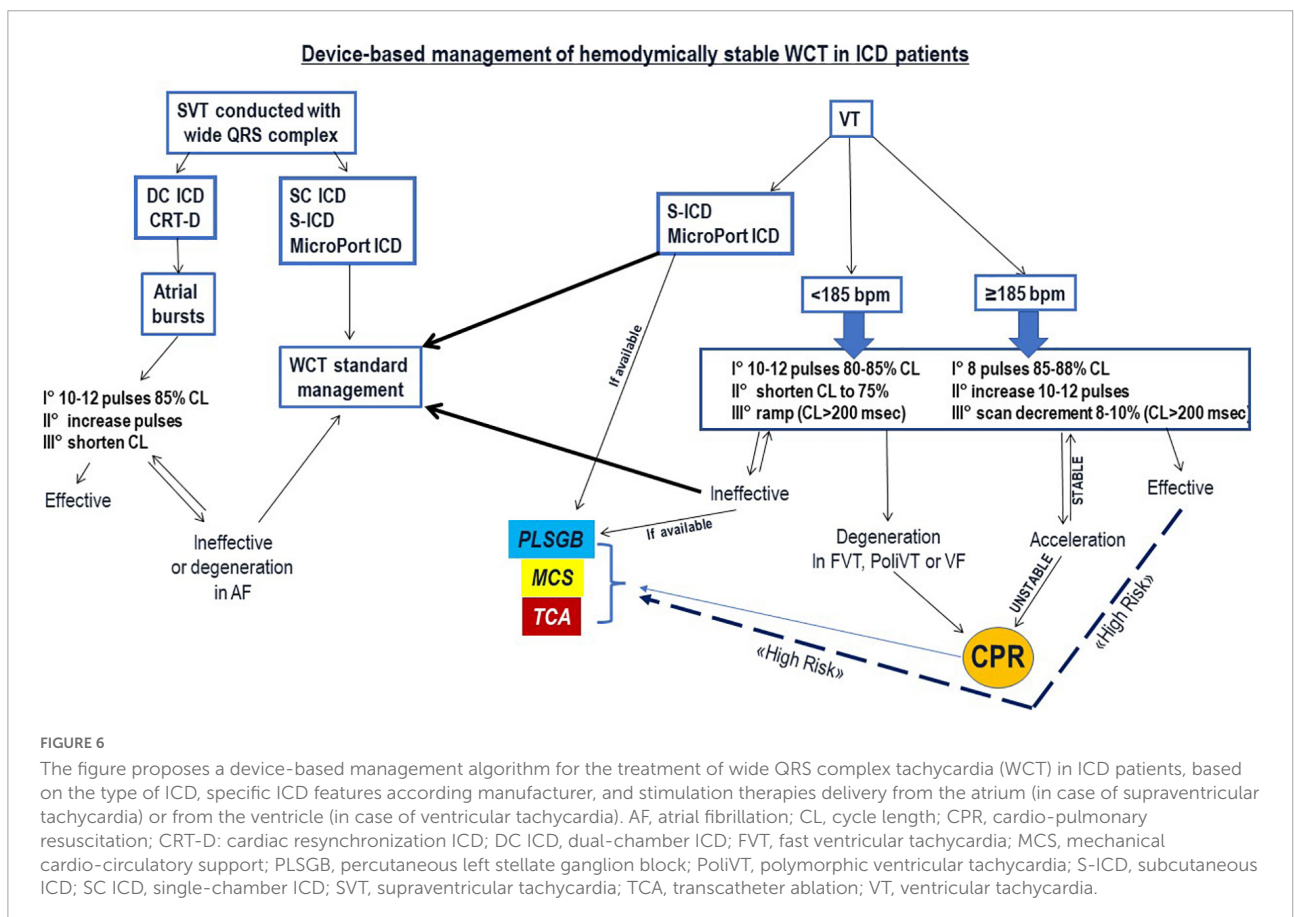 Device-based management of hemodymically stable WCT in ICD patients
SVT conducted with
wide QRS complex
DC ICD
CRT-D
SC ICD
S-ICD
MicroPort ICD
Atrial
bursts
I° 10-12 pulses 85% CL
II° increase pulses
III° shorten CL
Effective
Ineffective
or degeneration
in AF
WCT standard
management
VT
S-ICD
MicroPort ICD
If available
<185 bpm
≥185 bpm
I° 10-12 pulses 80-85% CL
II° shorten CL to 75%
III° ramp (CL>200 msec)
I° 8 pulses 85-88% CL
II° increase 10-12 pulses
III° scan decrement 8-10% (CL>200 msec)
Ineffective
If available
Degeneration
In FVT, PoliVT or VF
STABLE
Acceleration
UNSTABLE
Effective
«High Risk»
PLSGB
MCS
TCA
CPR
«High Risk»
FIGURE 6
The figure proposes a device-based management algorithm for the treatment of wide QRS complex tachycardia (WCT) in ICD patients, based
on the type of ICD, specific ICD features according manufacturer, and stimulation therapies delivery from the atrium (in case of supraventricular
tachycardia) or from the ventricle (in case of ventricular tachycardia). AF, atrial fibrillation; CL, cycle length; CPR, cardio-pulmonary
resuscitation; CRT-D: cardiac resynchronization ICD; DC ICD, dual-chamber ICD; FVT, fast ventricular tachycardia; MCS, mechanical
cardio-circulatory support; PLSGB, percutaneous left stellate ganglion block; PoliVT, polymorphic ventricular tachycardia; S-ICD, subcutaneous
ICD; SC ICD, single-chamber ICD; SVT, supraventricular tachycardia; TCA, transcatheter ablation; VT, ventricular tachycardia.